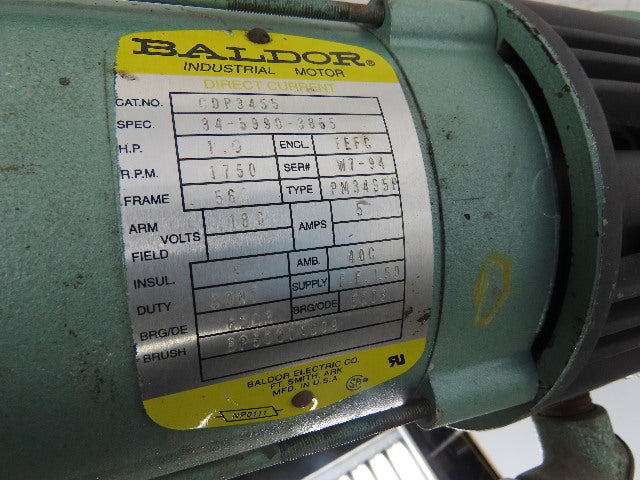 BALDOR®
INDUSTRIAL MOTOR
DIRECT CURRENT
CAT.NO. CDP3455
SPEC. 34-5990-3865
H.P. 1.0 ENCL. TEFC
R.P.M. 1750 SER# W7-94
FRAME 56C TYPE
ARM VOLTS 180 AMPS 5
FIELD
INSUL. AMB. 40C
DUTY CONT SUPPLY
BRG/DE 6203 BRG/ODE
BRUSH
BALDOR ELECTRIC CO.
FT. SMITH, ARK
MFD. IN U.S.A.
NP0111